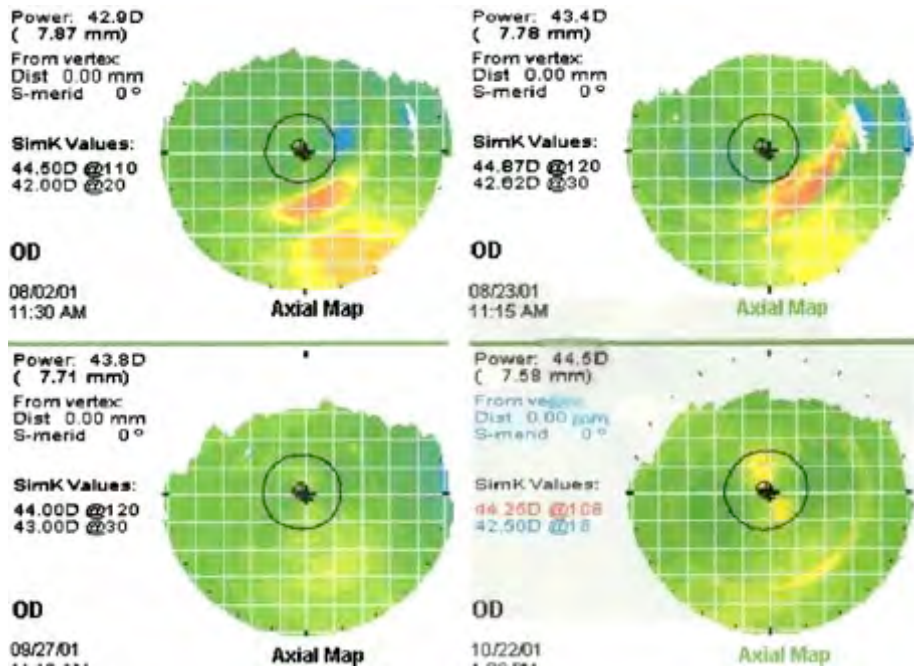 Power: 42.9D
( 7.87 mm)
From vertex:
Dist 0.00 mm
S-merid 0°
SimK Values:
44.50D @110
42.00D @20
OD
08/02/01
11:30 AM
Axial Map
Power: 43.4D
( 7.78 mm)
From vertex:
Dist 0.00 mm
S-merid 0°
SimK Values:
44.87D @120
42.62D @30
OD
08/23/01
11:15 AM
Axial Map
Power: 43.8D
( 7.71 mm)
From vertex:
Dist 0.00 mm
S-merid 0°
SimK Values:
44.00D @120
43.00D @30
OD
09/27/01
AM
Axial Map
Power: 44.5D
( 7.58 mm)
From vertex:
Dist 0.00 mm
S-merid 0°
SimK Values:
44.25D @108
42.50D @18
OD
10/22/01
Axial Map